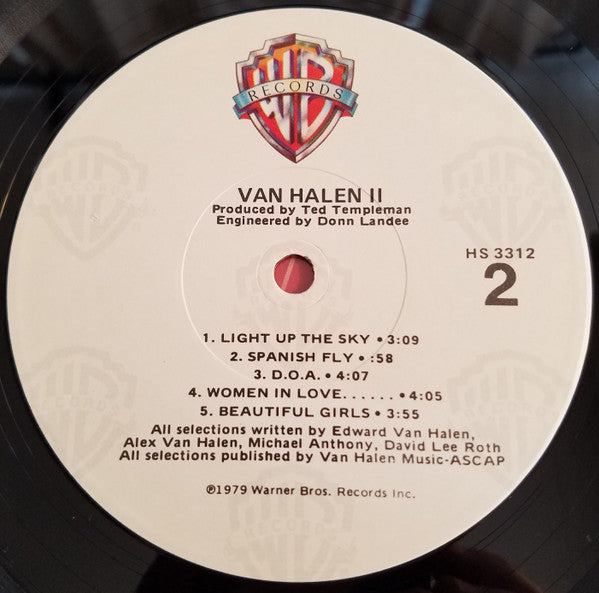 WB
RECORDS
VAN HALEN II
Produced by Ted Templeman
Engineered by Donn Landee
HS 3312
2
1. LIGHT UP THE SKY • 3:09
2. SPANISH FLY • :58
3. D.O.A. • 4:07
4. WOMEN IN LOVE...... • 4:05
5. BEAUTIFUL GIRLS • 3:55
All selections written by Edward Van Halen,
Alex Van Halen, Michael Anthony, David Lee Roth
All selections published by Van Halen Music-ASCAP
℗1979 Warner Bros. Records Inc.